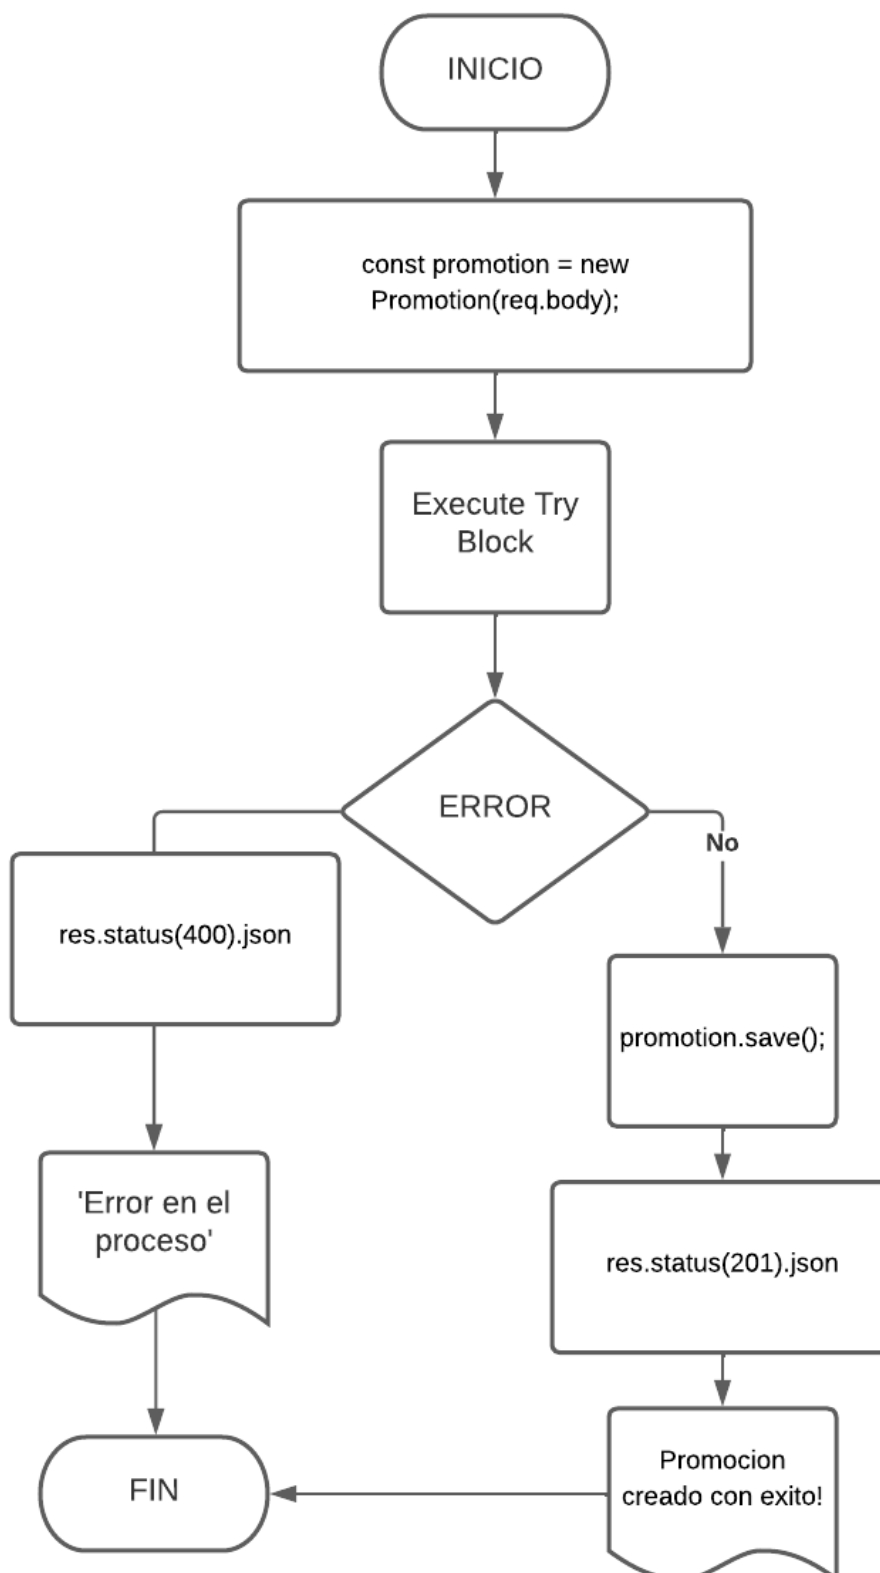 INICIO
const promotion = new
Promotion(req.body);
Execute Try
Block
ERROR
No
res.status(400).json
promotion.save();
'Error en el
proceso'
res.status(201).json
Promocion
creado con exito!
FIN